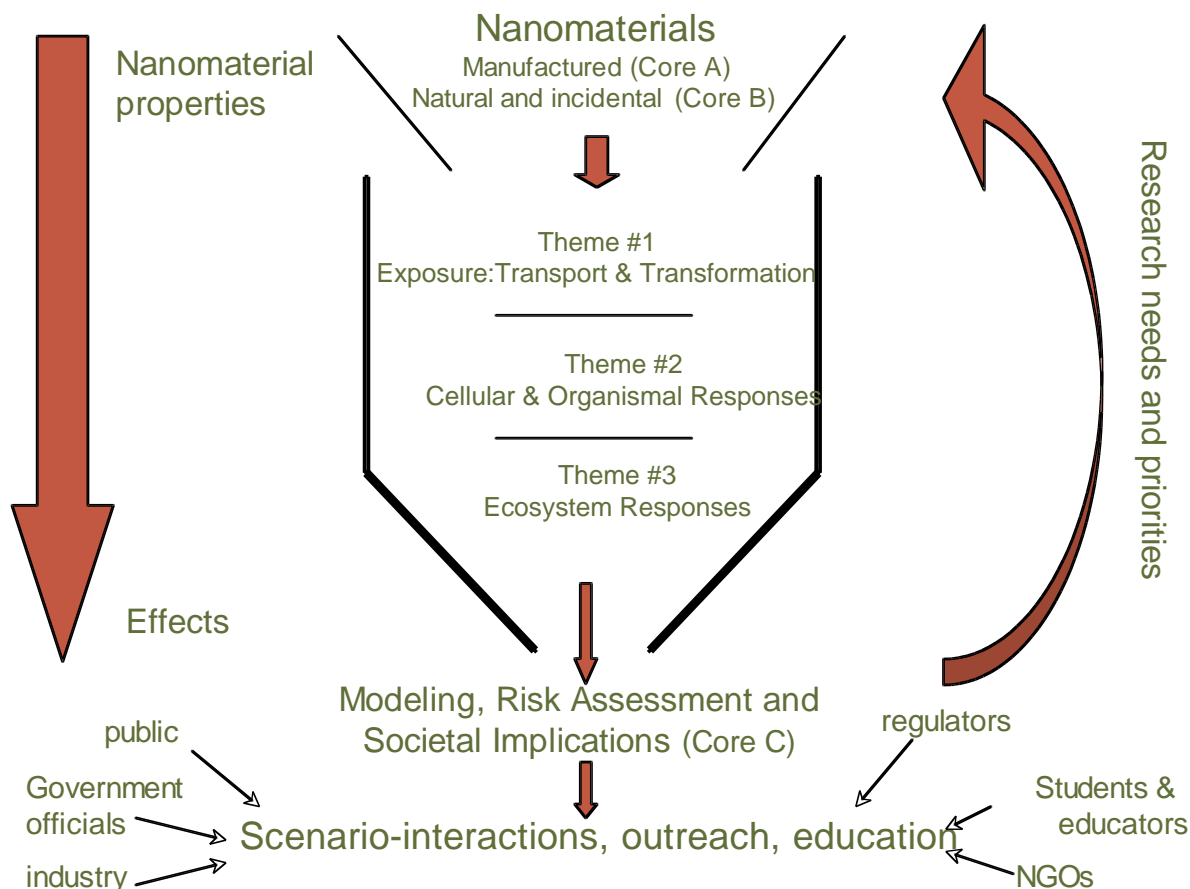 Nanomaterials
Manufactured (Core A)
Natural and incidental (Core B)
Nanomaterial
properties
Theme #1
Exposure:Transport & Transformation
Theme #2
Cellular & Organismal Responses
Theme #3
Ecosystem Responses
Research needs and priorities
Effects
Modeling, Risk Assessment and
Societal Implications (Core C)
public
regulators
Government
officials
Students &
educators
Scenario-interactions, outreach, education
industry
NGOs